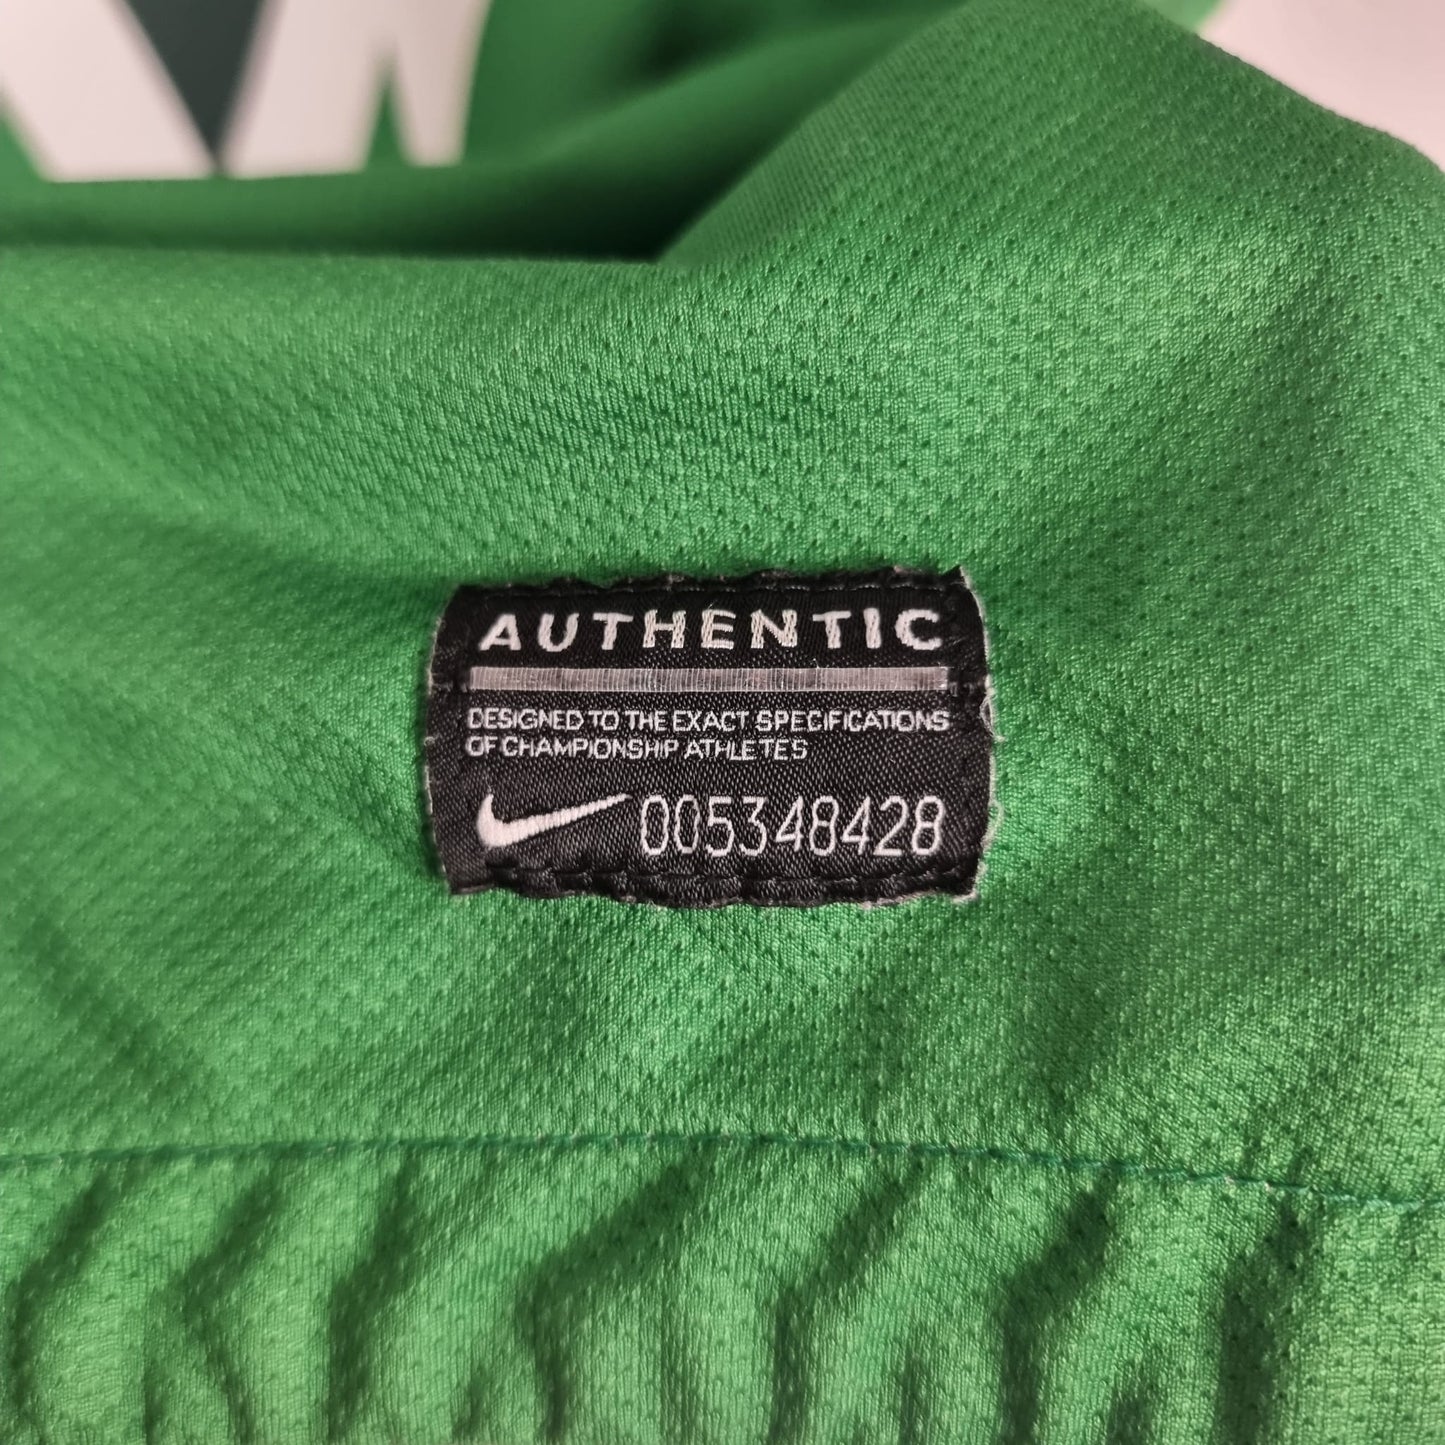 AUTHENTIC
DESIGNED TO THE EXACT SPECIFICATIONS
OF CHAMPIONSHIP ATHLETES
005348428